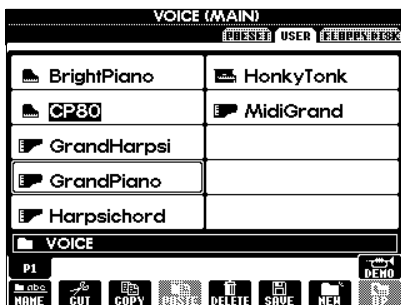 VOICE (MAIN)
PRESET USER FLOPPY DISK
BrightPiano HonkyTonk
CP80 MidiGrand
GrandHarpsi
GrandPiano
Harpsichord
VOICE
P1 DEMO
abc
NAME CUT COPY PASTE DELETE SAVE NEW UP